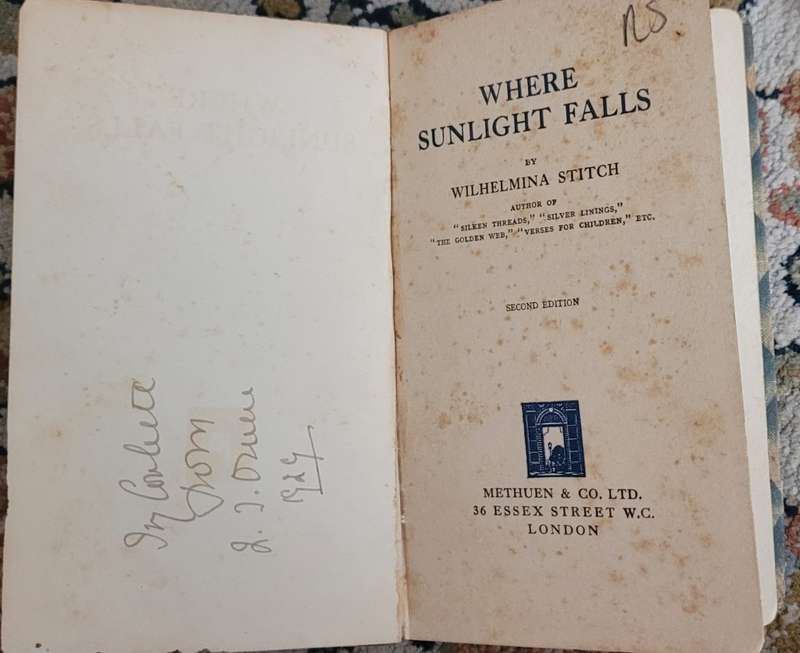 from
1929
RS
WHERE
SUNLIGHT FALLS
BY
WILHELMINA STITCH
AUTHOR OF
"SILKEN THREADS," "SILVER LININGS,"
"THE GOLDEN WEB," "VERSES FOR CHILDREN," ETC.
SECOND EDITION
METHUEN & CO. LTD.
36 ESSEX STREET W.C.
LONDON